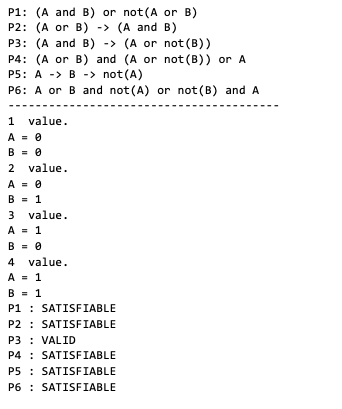 P1: (A and B) or not(A or B)
P2: (A or B) -> (A and B)
P3: (A and B) -> (A or not(B))
P4: (A or B) and (A or not(B)) or A
P5: A -> B -> not(A)
P6: A or B and not(A) or not(B) and A
---------------------------------------
1  value.
A = 0
B = 0
2  value.
A = 0
B = 1
3  value.
A = 1
B = 0
4  value.
A = 1
B = 1
P1 : SATISFIABLE
P2 : SATISFIABLE
P3 : VALID
P4 : SATISFIABLE
P5 : SATISFIABLE
P6 : SATISFIABLE